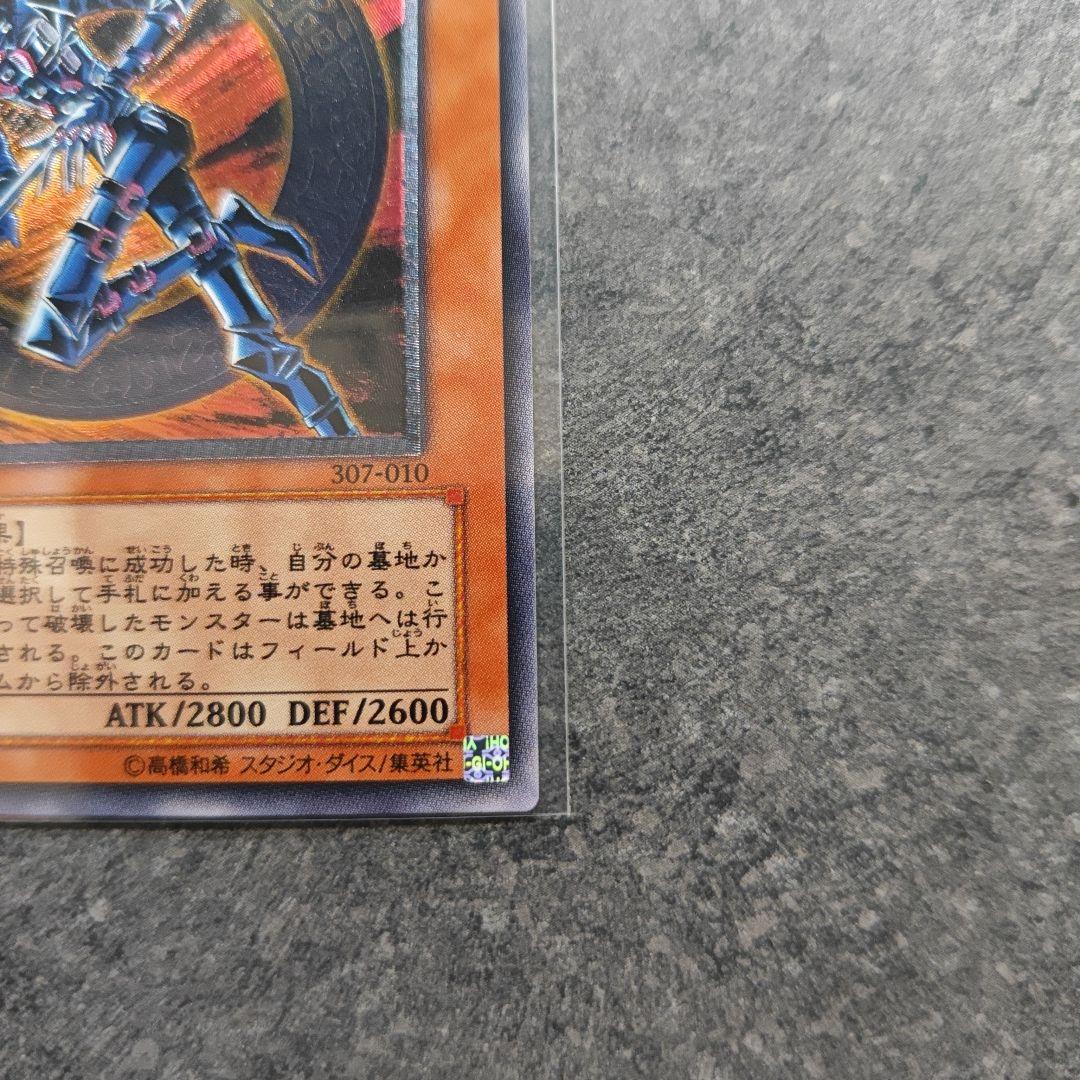 307-010
果】
特殊召喚に成功した時、自分の墓地か
選択して手札に加える事ができる。こ
って破壊したモンスターは墓地へは行
される。このカードはフィールド上か
ムから除外される。
ATK/2800 DEF/2600
©高橋和希 スタジオ・ダイス/集英社